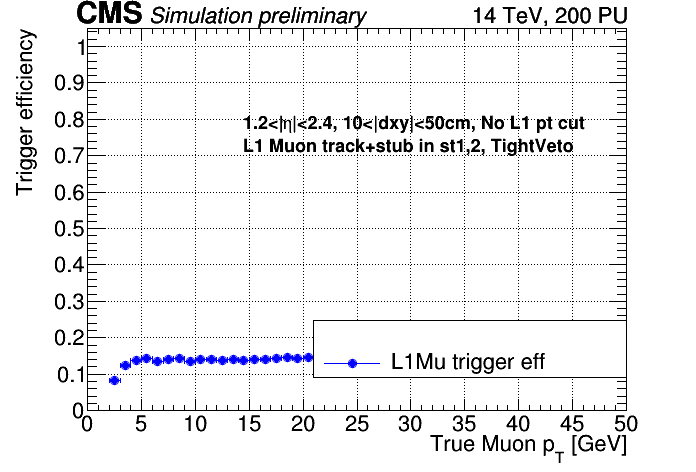 CMS Simulation preliminary 14 TeV, 200 PU
Trigger efficiency
1
0.9
0.8
0.7
0.6
0.5
0.4
0.3
0.2
0.1
0
1.2<|η|<2.4, 10<|dxy|<50cm, No L1 pt cut
L1 Muon track+stub in st1,2, TightVeto
L1Mu trigger eff
0 5 10 15 20 25 30 35 40 45 50
True Muon p_T [GeV]